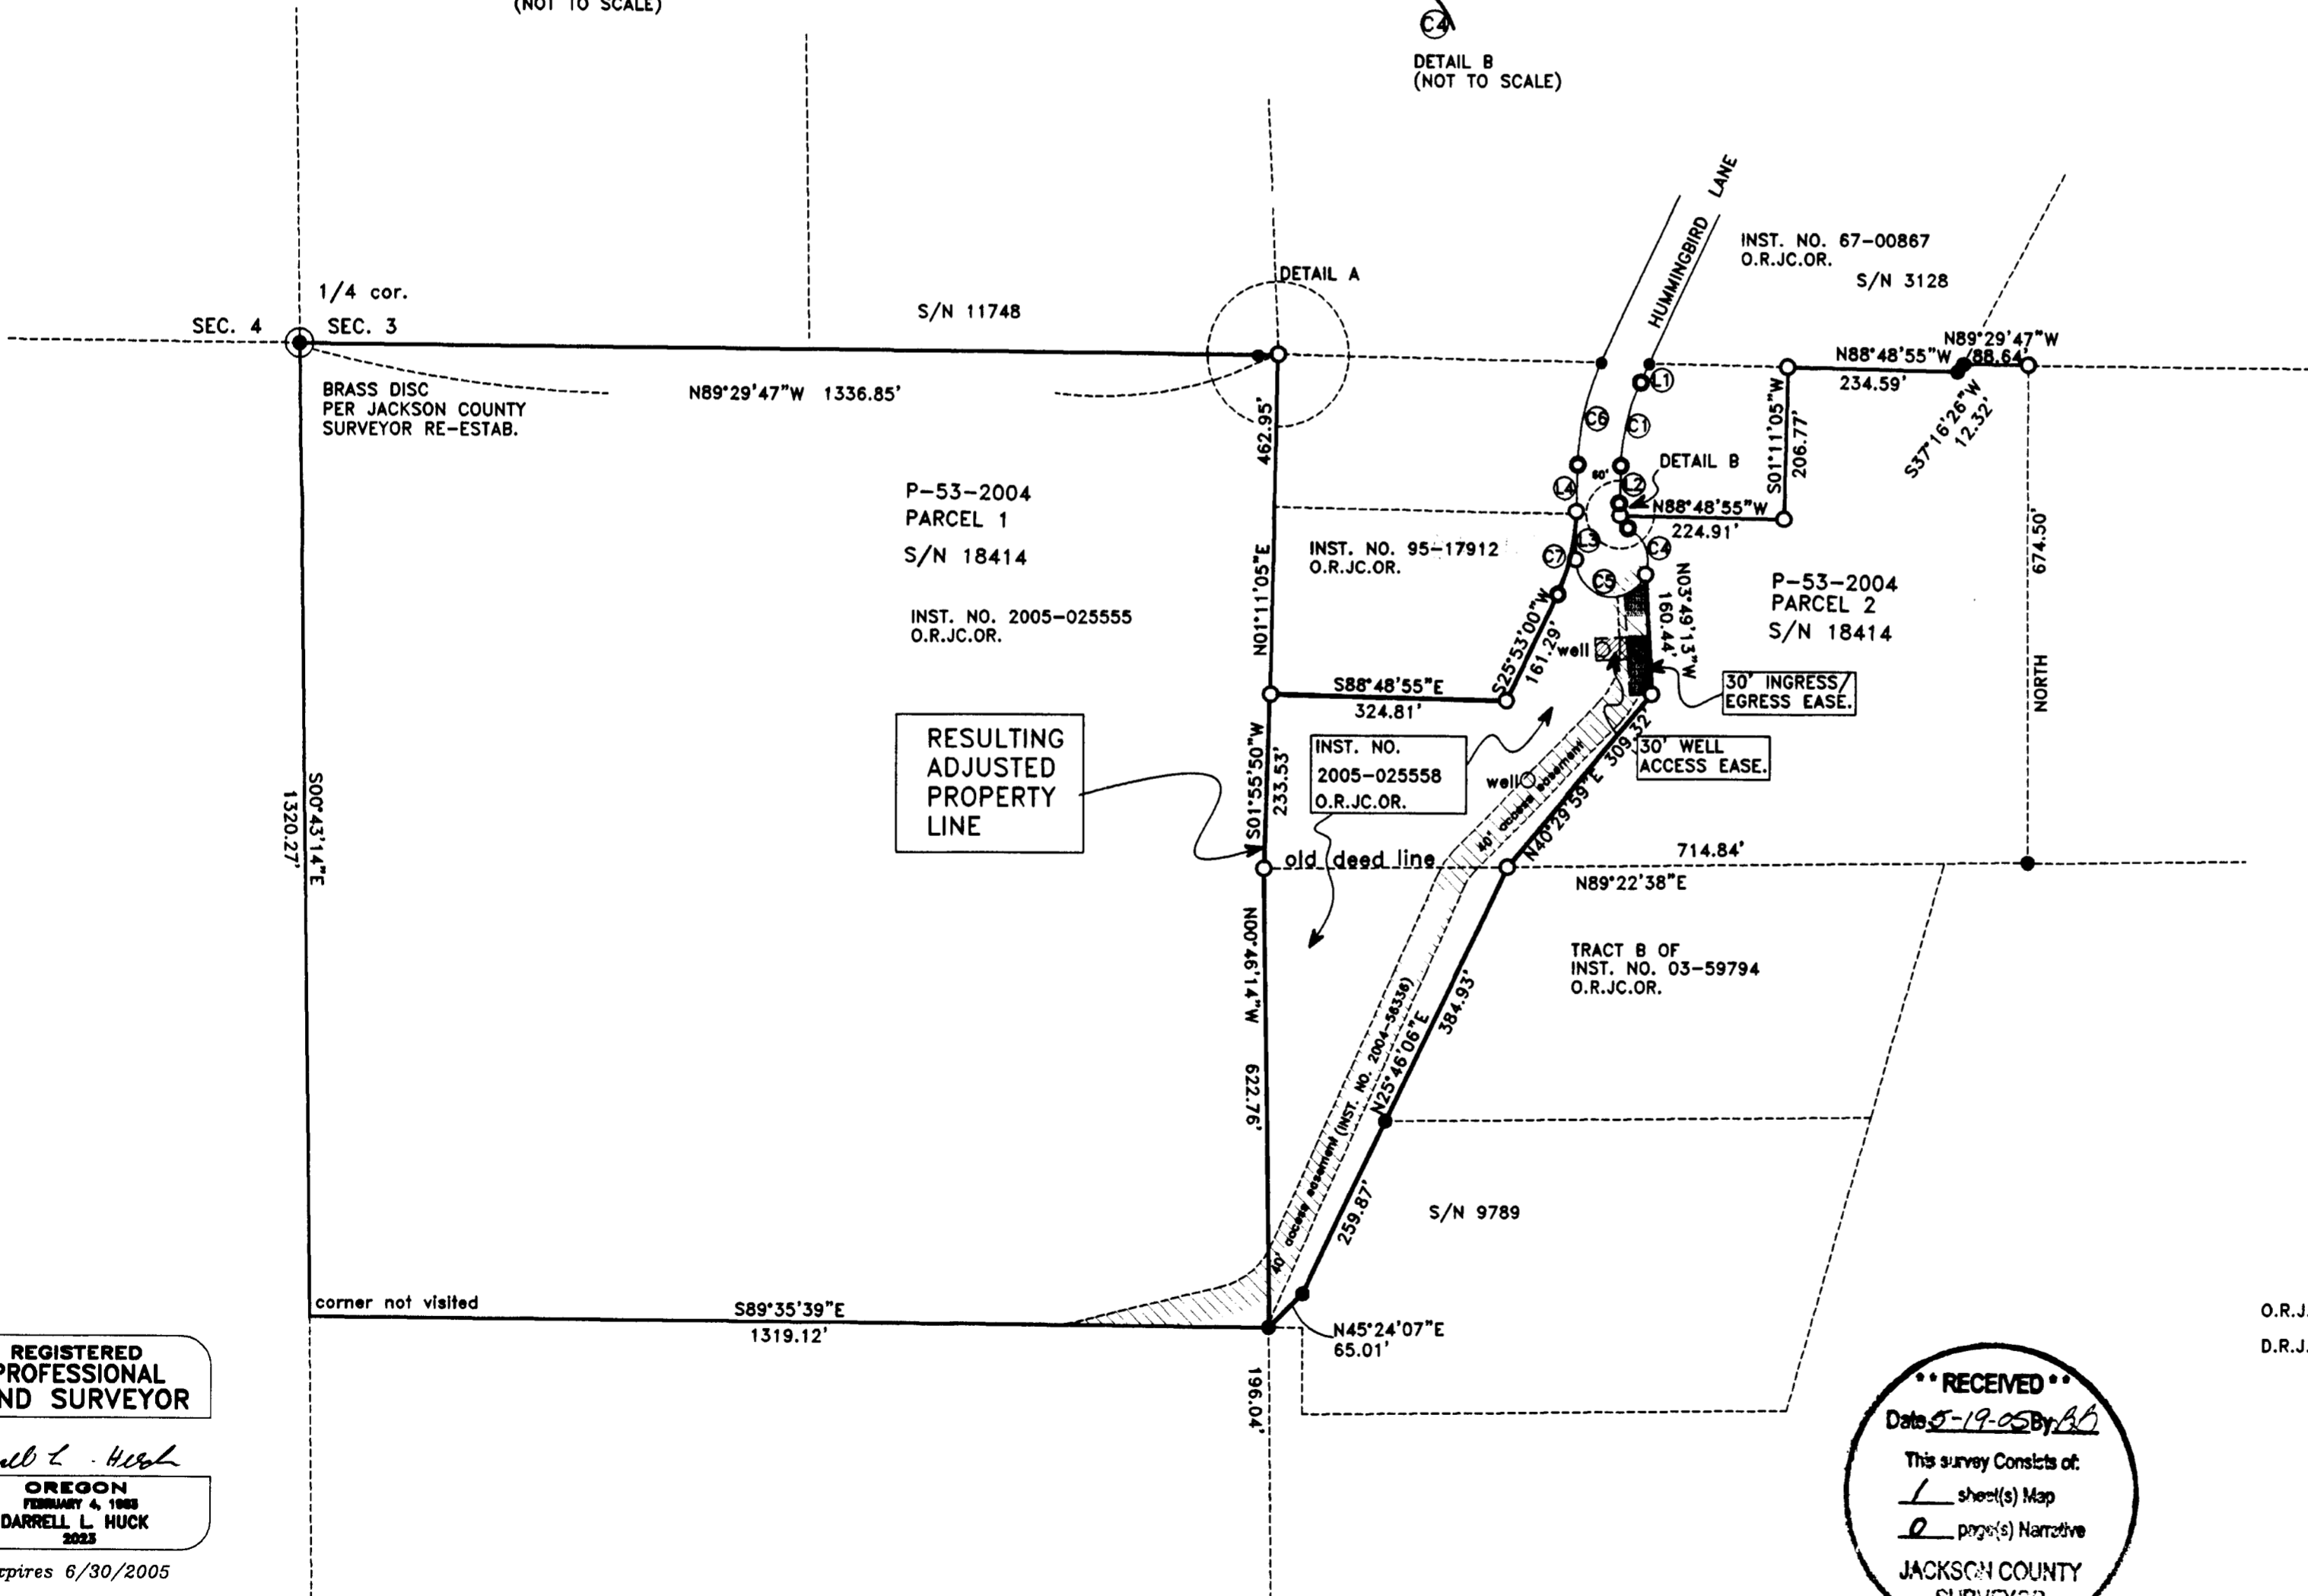 (NOT TO SCALE)
C4
DETAIL B
(NOT TO SCALE)
HUMMINGBIRD LANE
INST. NO. 67-00867
O.R.JC.OR.
S/N 3128
DETAIL A
1/4 cor.
SEC. 4
SEC. 3
S/N 11748
BRASS DISC
PER JACKSON COUNTY
SURVEYOR RE-ESTAB.
N89°29'47"W 1336.85'
N89°29'47"W
88.64'
N88°48'55"W
234.59'
S37°16'26"W
12.32'
L1
C6
C1
S01°11'05"W
206.77'
462.95'
60'
DETAIL B
L4
L2
N88°48'55"W
224.91'
P-53-2004
PARCEL 1
S/N 18414
INST. NO. 2005-025555
O.R.JC.OR.
N01°11'05"E
INST. NO. 95-17912
O.R.JC.OR.
C7
L3
C4
C5
674.50'
NORTH
P-53-2004
PARCEL 2
S/N 18414
N03°49'13"W
160.44'
S25°53'00"W
161.29'
well
30' INGRESS/
EGRESS EASE.
S88°48'55"E
324.81'
RESULTING
ADJUSTED
PROPERTY
LINE
S01°55'50"W
233.53'
INST. NO.
2005-025558
O.R.JC.OR.
30' WELL
ACCESS EASE.
well
40' access easement
N40°29'59"E 309.32'
S00°43'14"E
1320.27'
old deed line
714.84'
N89°22'38"E
N00°46'14"W
622.76'
TRACT B OF
INST. NO. 03-59794
O.R.JC.OR.
N25°46'06"E
384.93'
40' access easement (INST. NO. 2004-56336)
259.87'
S/N 9789
corner not visited
S89°35'39"E
1319.12'
N45°24'07"E
65.01'
196.04'
REGISTERED
PROFESSIONAL
ND SURVEYOR
OREGON
FEBRUARY 4, 1983
DARRELL L. HUCK
2023
xpires 6/30/2005
O.R.J.
D.R.J.
** RECEIVED **
Date 5-19-05 By BB
This survey Consists of:
1 sheet(s) Map
0 page(s) Narrative
JACKSON COUNTY
SURVEYOR